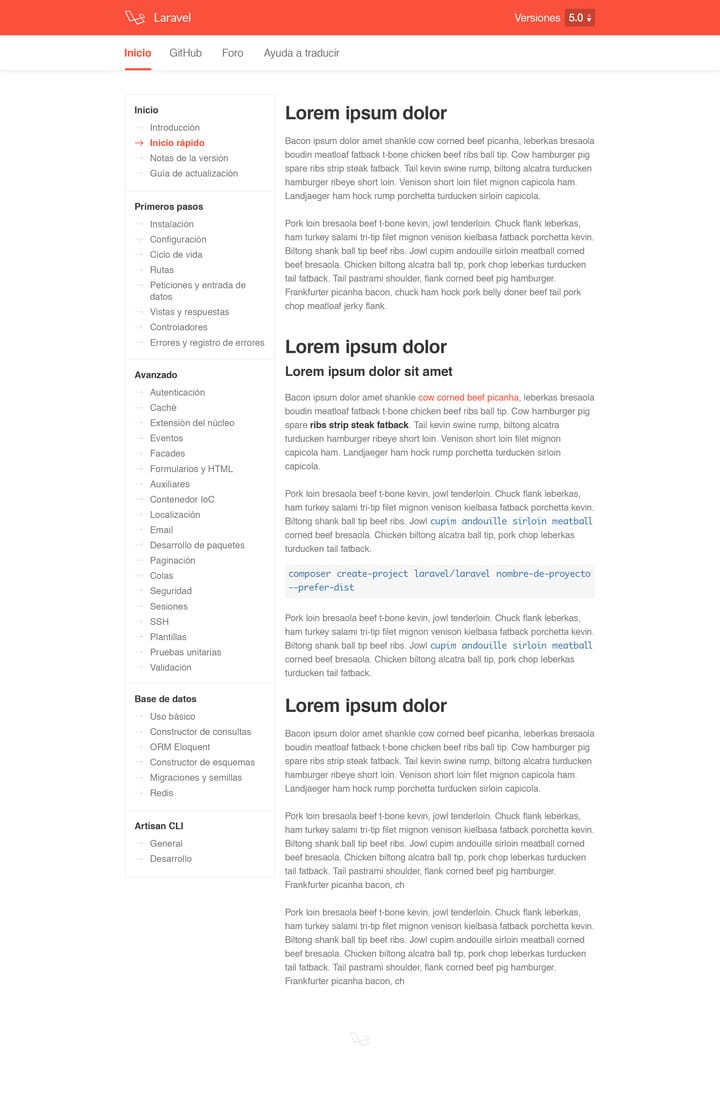 Laravel
Versiones 5.0
Inicio GitHub Foro Ayuda a traducir
Inicio
Introducción
Inicio rápido
Notas de la versión
Guía de actualización
Primeros pasos
Instalación
Configuración
Ciclo de vida
Rutas
Peticiones y entrada de
datos
Vistas y respuestas
Controladores
Errores y registro de errores
Avanzado
Autenticación
Caché
Extensión del núcleo
Eventos
Facades
Formularios y HTML
Auxiliares
Contenedor IoC
Localización
Email
Desarrollo de paquetes
Paginación
Colas
Seguridad
Sesiones
SSH
Plantillas
Pruebas unitarias
Validación
Base de datos
Uso básico
Constructor de consultas
ORM Eloquent
Constructor de esquemas
Migraciones y semillas
Redis
Artisan CLI
General
Desarrollo
Lorem ipsum dolor
Bacon ipsum dolor amet shankle cow corned beef picanha, leberkas bresaola
boudin meatloaf fatback t-bone chicken beef ribs ball tip. Cow hamburger pig
spare ribs strip steak fatback. Tail kevin swine rump, biltong alcatra turducken
hamburger ribeye short loin. Venison short loin filet mignon capicola ham.
Landjaeger ham hock rump porchetta turducken sirloin capicola.
Pork loin bresaola beef t-bone kevin, jowl tenderloin. Chuck flank leberkas,
ham turkey salami tri-tip filet mignon venison kielbasa fatback porchetta kevin.
Biltong shank ball tip beef ribs. Jowl cupim andouille sirloin meatball corned
beef bresaola. Chicken biltong alcatra ball tip, pork chop leberkas turducken
tail fatback. Tail pastrami shoulder, flank corned beef pig hamburger.
Frankfurter picanha bacon, chuck ham hock pork belly doner beef tail pork
chop meatloaf jerky flank.
Lorem ipsum dolor
Lorem ipsum dolor sit amet
Bacon ipsum dolor amet shankle cow corned beef picanha, leberkas bresaola
boudin meatloaf fatback t-bone chicken beef ribs ball tip. Cow hamburger pig
spare ribs strip steak fatback. Tail kevin swine rump, biltong alcatra
turducken hamburger ribeye short loin. Venison short loin filet mignon
capicola ham. Landjaeger ham hock rump porchetta turducken sirloin
capicola.
Pork loin bresaola beef t-bone kevin, jowl tenderloin. Chuck flank leberkas,
ham turkey salami tri-tip filet mignon venison kielbasa fatback porchetta kevin.
Biltong shank ball tip beef ribs. Jowl cupim andouille sirloin meatball
corned beef bresaola. Chicken biltong alcatra ball tip, pork chop leberkas
turducken tail fatback.
composer create-project laravel/laravel nombre-de-proyecto
--prefer-dist
Pork loin bresaola beef t-bone kevin, jowl tenderloin. Chuck flank leberkas,
ham turkey salami tri-tip filet mignon venison kielbasa fatback porchetta kevin.
Biltong shank ball tip beef ribs. Jowl cupim andouille sirloin meatball
corned beef bresaola. Chicken biltong alcatra ball tip, pork chop leberkas
turducken tail fatback.
Lorem ipsum dolor
Bacon ipsum dolor amet shankle cow corned beef picanha, leberkas bresaola
boudin meatloaf fatback t-bone chicken beef ribs ball tip. Cow hamburger pig
spare ribs strip steak fatback. Tail kevin swine rump, biltong alcatra turducken
hamburger ribeye short loin. Venison short loin filet mignon capicola ham.
Landjaeger ham hock rump porchetta turducken sirloin capicola.
Pork loin bresaola beef t-bone kevin, jowl tenderloin. Chuck flank leberkas,
ham turkey salami tri-tip filet mignon venison kielbasa fatback porchetta kevin.
Biltong shank ball tip beef ribs. Jowl cupim andouille sirloin meatball corned
beef bresaola. Chicken biltong alcatra ball tip, pork chop leberkas turducken
tail fatback. Tail pastrami shoulder, flank corned beef pig hamburger.
Frankfurter picanha bacon, ch
Pork loin bresaola beef t-bone kevin, jowl tenderloin. Chuck flank leberkas,
ham turkey salami tri-tip filet mignon venison kielbasa fatback porchetta kevin.
Biltong shank ball tip beef ribs. Jowl cupim andouille sirloin meatball corned
beef bresaola. Chicken biltong alcatra ball tip, pork chop leberkas turducken
tail fatback. Tail pastrami shoulder, flank corned beef pig hamburger.
Frankfurter picanha bacon, ch